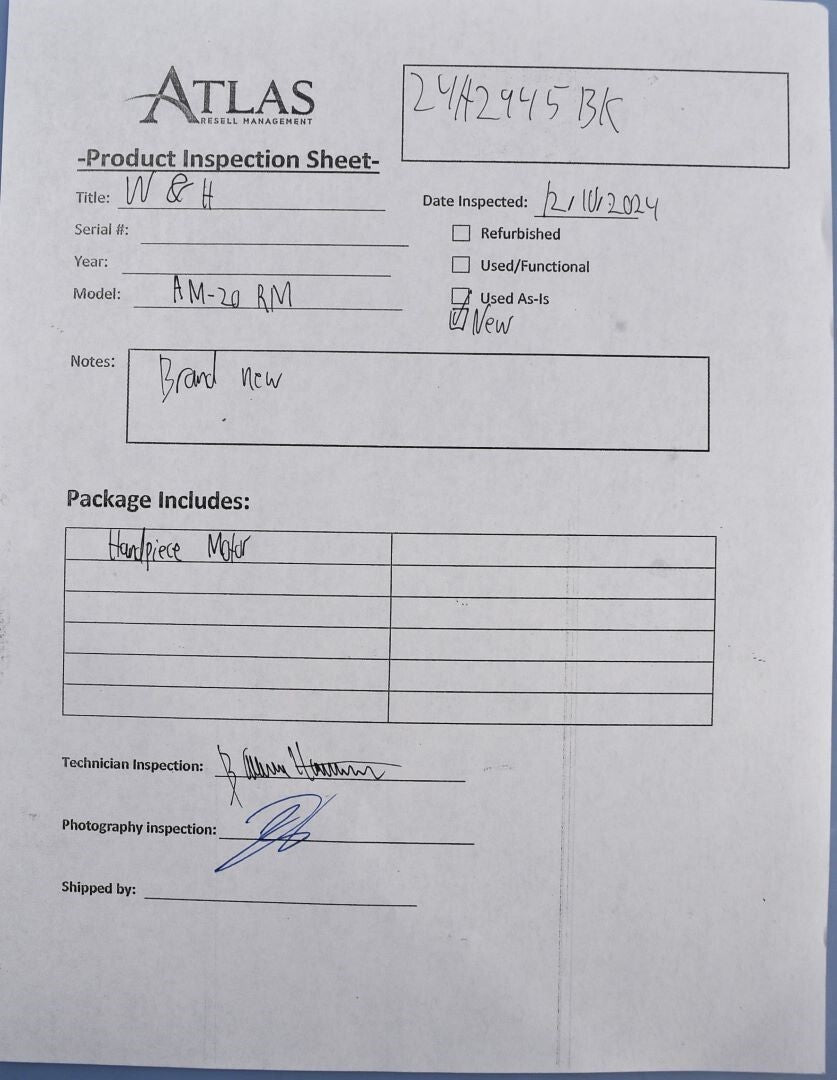 ATLAS
RESELL MANAGEMENT
24A2945 BK
-Product Inspection Sheet-
Title: W & H
Date Inspected: 12/10/2024
Serial #:
Refurbished
Year:
Used/Functional
Model: AM-20 RM
Used As-Is
New
Notes: Brand new
Package Includes:
Handpiece Motor
Technician Inspection:
Photography inspection:
Shipped by: